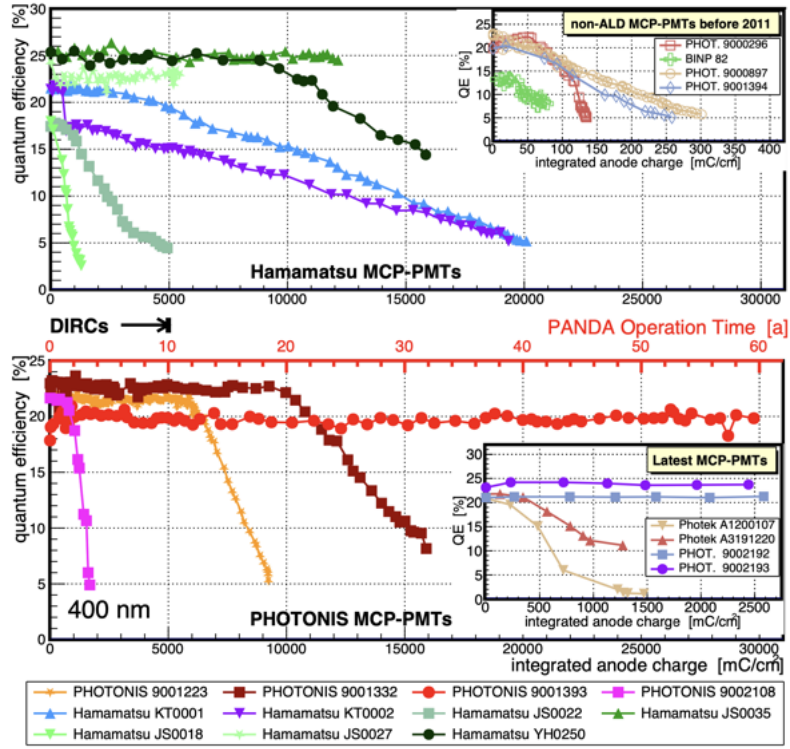 quantum efficiency [%]
30
25
20
15
10
5
0
Hamamatsu MCP-PMTs
0 5000 10000 15000 20000 25000 30000
non-ALD MCP-PMTs before 2011
QE [%]
25
20
15
10
5
0
PHOT. 9000296
BINP 82
PHOT. 9000897
PHOT. 9001394
0 50 100 150 200 250 300 400
integrated anode charge [mC/cm²]
DIRCs
PANDA Operation Time [a]
0 10 20 30 40 50 60
quantum efficiency [%]
25
20
15
10
5
0
400 nm
PHOTONIS MCP-PMTs
Latest MCP-PMTs
QE [%]
30
25
20
15
10
5
0
Photek A1200107
Photek A3191220
PHOT. 9002192
PHOT. 9002193
0 500 1000 1500 2000 2500
integrated anode charge [mC/cm²]
0 5000 10000 15000 20000 25000 30000
integrated anode charge [mC/cm²]
PHOTONIS 9001223 PHOTONIS 9001332 PHOTONIS 9001393 PHOTONIS 9002108
Hamamatsu KT0001 Hamamatsu KT0002 Hamamatsu JS0022 Hamamatsu JS0035
Hamamatsu JS0018 Hamamatsu JS0027 Hamamatsu YH0250